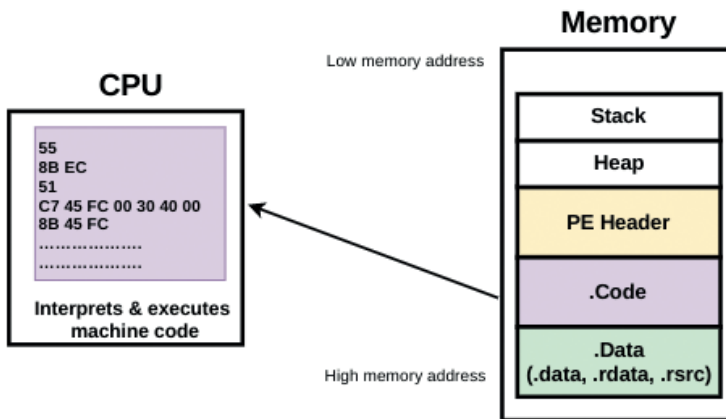 Memory
Low memory address
CPU
55
8B EC
51
C7 45 FC 00 30 40 00
8B 45 FC
...................
...................
Interprets & executes
machine code
Stack
Heap
PE Header
.Code
.Data
(.data, .rdata, .rsrc)
High memory address